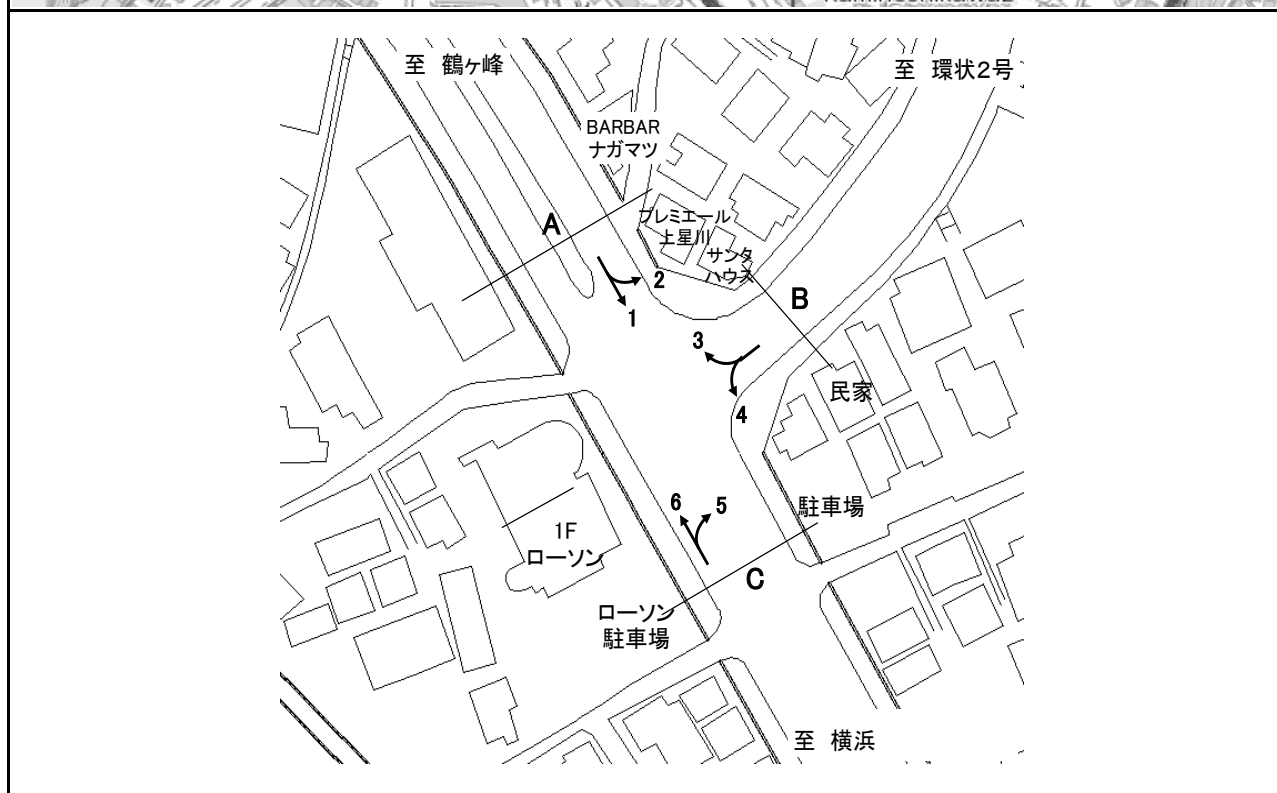 至 鶴ヶ峰
至 環状2号
BARBAR
ナガマツ
A
プレミエール
上星川
サンタ
ハウス
2
B
1
3
民家
4
6
5
駐車場
1F
ローソン
C
ローソン
駐車場
至 横浜